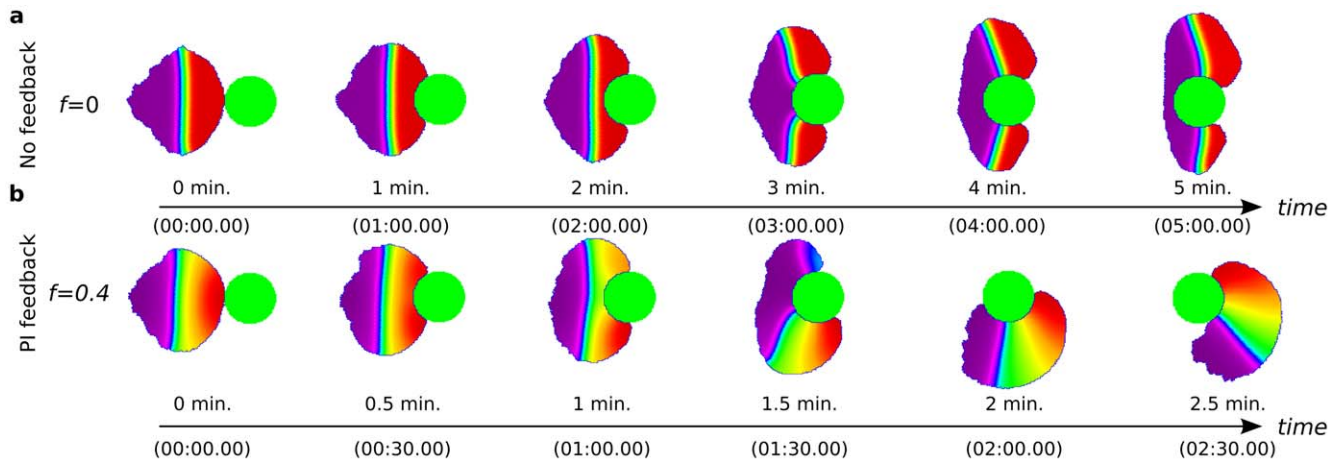 a
No feedback
f=0
0 min. 1 min. 2 min. 3 min. 4 min. 5 min.
time
(00:00.00) (01:00.00) (02:00.00) (03:00.00) (04:00.00) (05:00.00)
b
PI feedback
f=0.4
0 min. 0.5 min. 1 min. 1.5 min. 2 min. 2.5 min.
time
(00:00.00) (00:30.00) (01:00.00) (01:30.00) (02:00.00) (02:30.00)